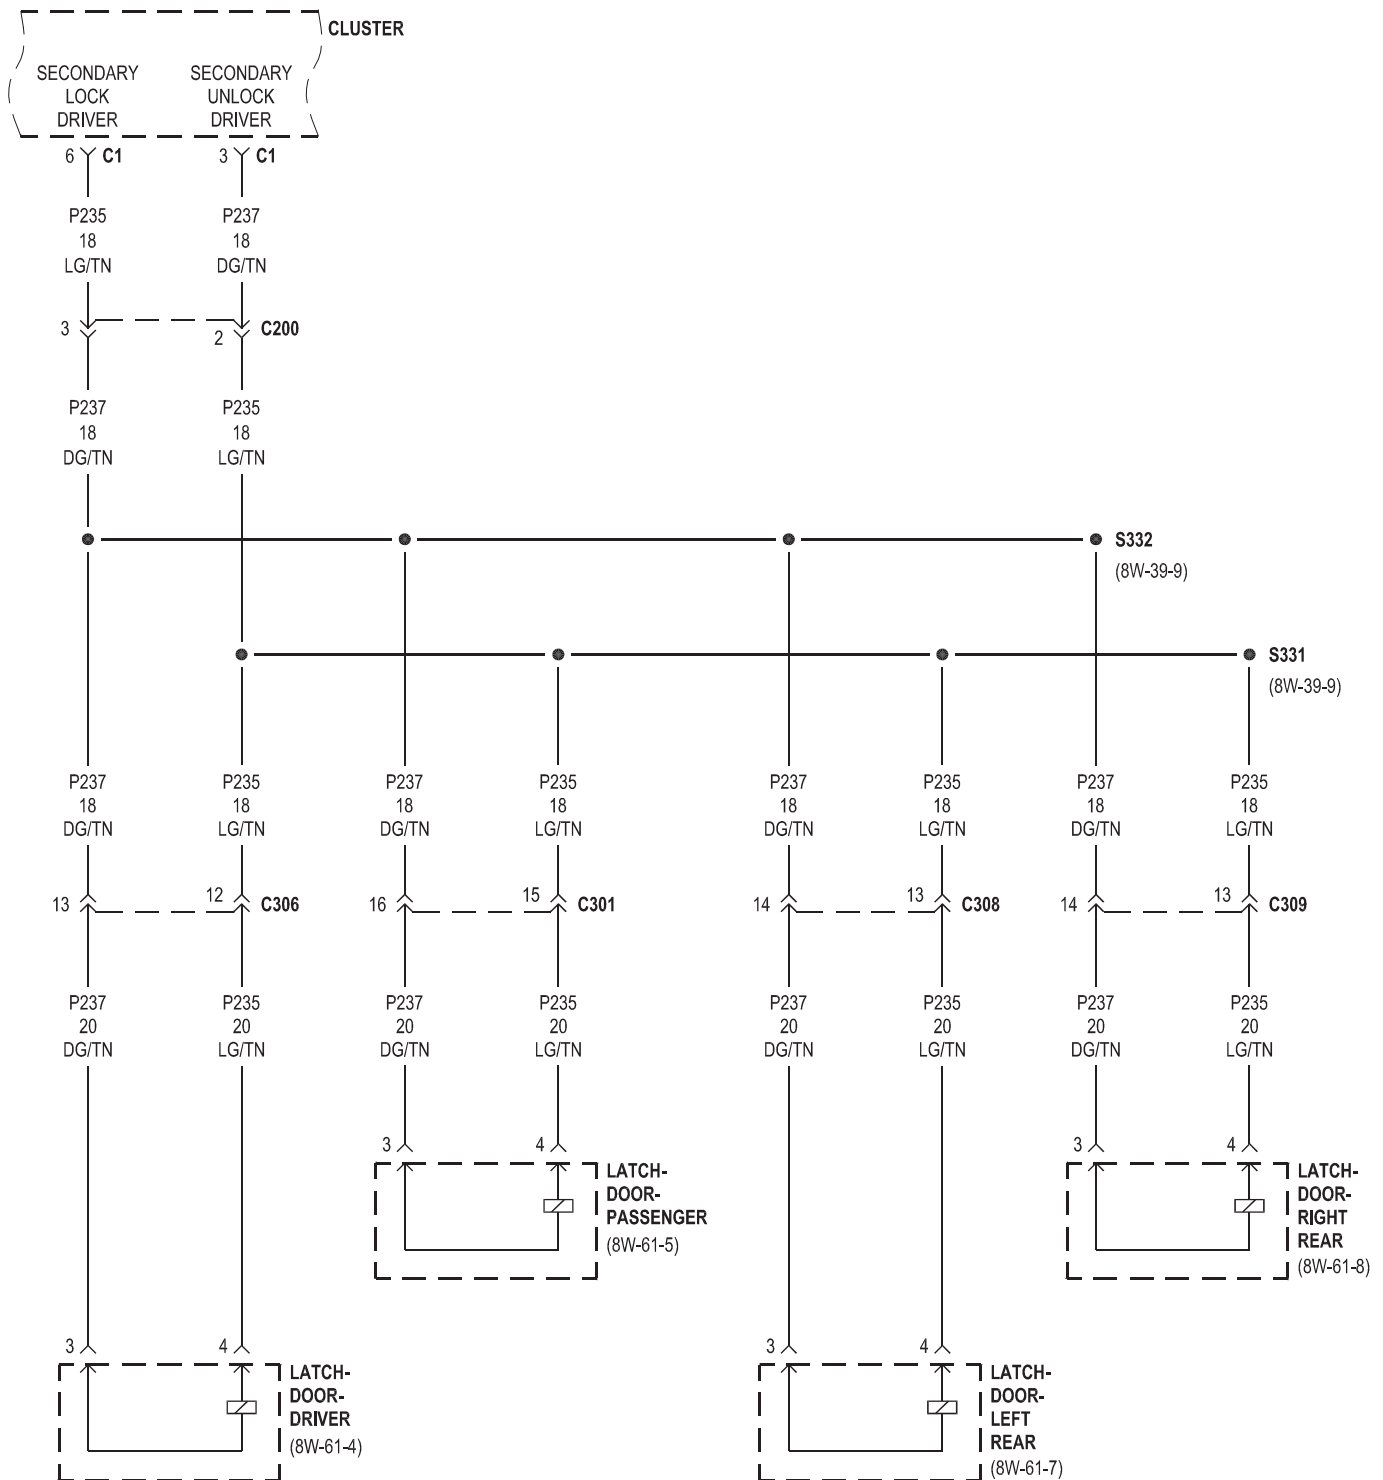 CLUSTER
SECONDARY
LOCK
DRIVER
SECONDARY
UNLOCK
DRIVER
6 C1
3 C1
P235
18
LG/TN
P237
18
DG/TN
3
2
C200
P237
18
DG/TN
P235
18
LG/TN
S332
(8W-39-9)
S331
(8W-39-9)
P237
18
DG/TN
P235
18
LG/TN
P237
18
DG/TN
P235
18
LG/TN
P237
18
DG/TN
P235
18
LG/TN
P237
18
DG/TN
P235
18
LG/TN
13
12
C306
16
15
C301
14
13
C308
14
13
C309
P237
20
DG/TN
P235
20
LG/TN
P237
20
DG/TN
P235
20
LG/TN
P237
20
DG/TN
P235
20
LG/TN
P237
20
DG/TN
P235
20
LG/TN
3
4
LATCH-
DOOR-
PASSENGER
(8W-61-5)
3
4
LATCH-
DOOR-
RIGHT
REAR
(8W-61-8)
3
4
LATCH-
DOOR-
DRIVER
(8W-61-4)
3
4
LATCH-
DOOR-
LEFT
REAR
(8W-61-7)